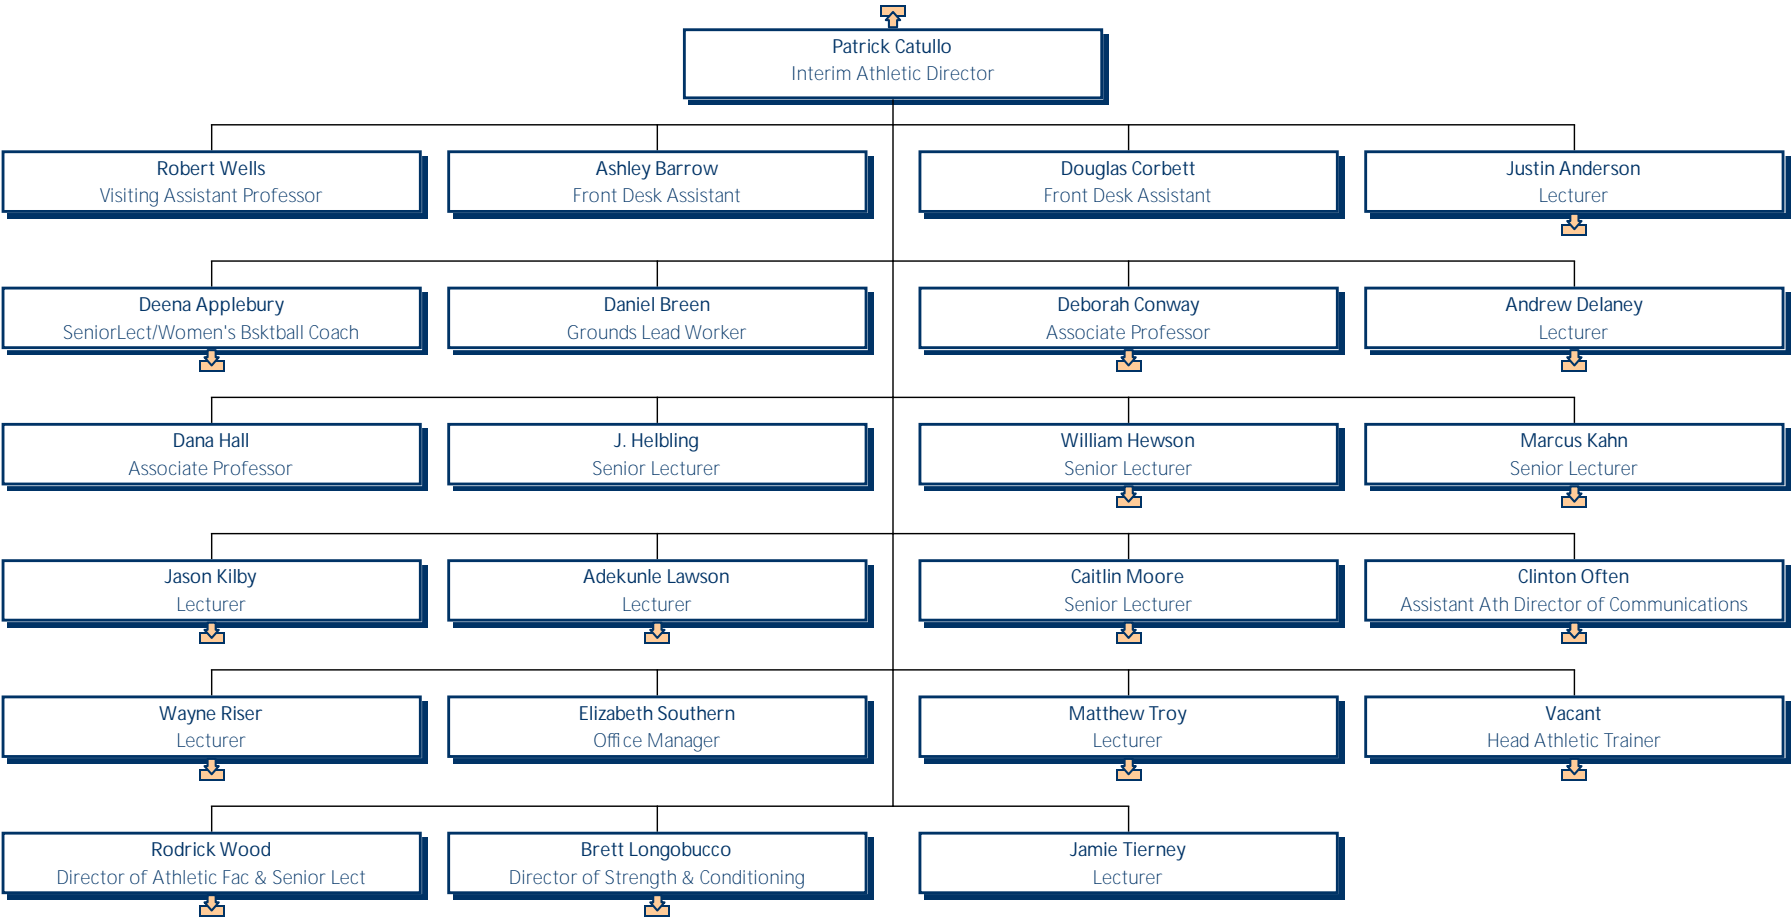 Patrick Catullo
Interim Athletic Director
Robert Wells
Visiting Assistant Professor
Ashley Barrow
Front Desk Assistant
Douglas Corbett
Front Desk Assistant
Justin Anderson
Lecturer
Deena Applebury
SeniorLect/Women's Bsktball Coach
Daniel Breen
Grounds Lead Worker
Deborah Conway
Associate Professor
Andrew Delaney
Lecturer
Dana Hall
Associate Professor
J. Helbling
Senior Lecturer
William Hewson
Senior Lecturer
Marcus Kahn
Senior Lecturer
Jason Kilby
Lecturer
Adekunle Lawson
Lecturer
Caitlin Moore
Senior Lecturer
Clinton Often
Assistant Ath Director of Communications
Wayne Riser
Lecturer
Elizabeth Southern
Office Manager
Matthew Troy
Lecturer
Vacant
Head Athletic Trainer
Rodrick Wood
Director of Athletic Fac & Senior Lect
Brett Longobucco
Director of Strength & Conditioning
Jamie Tierney
Lecturer